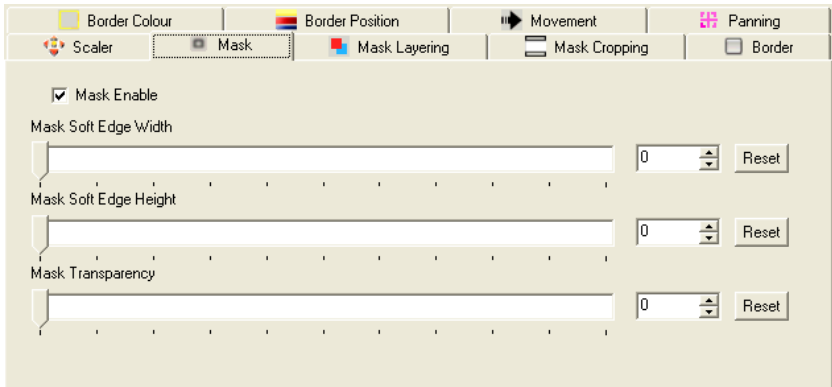 Border Colour Border Position Movement Panning
Scaler Mask Mask Layering Mask Cropping Border
Mask Enable
Mask Soft Edge Width
0 Reset
Mask Soft Edge Height
0 Reset
Mask Transparency
0 Reset